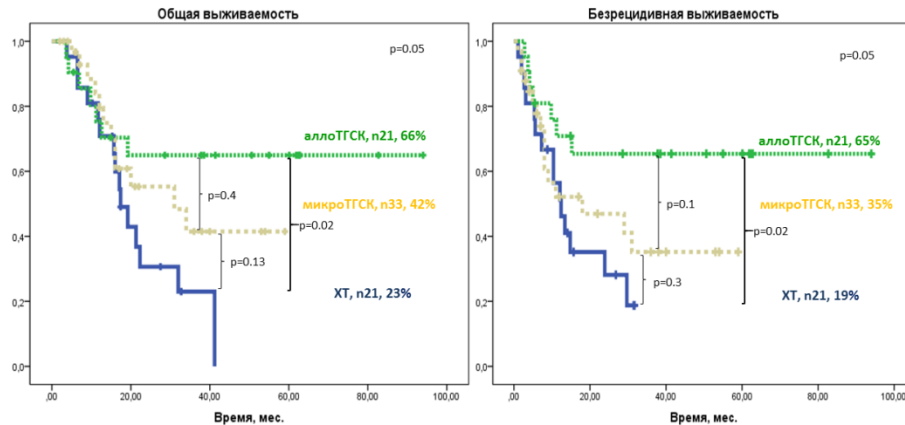 Общая выживаемость
p=0.05
аллоТГСК, n21, 66%
p=0.4
микроТГСК, n33, 42%
p=0.02
p=0.13
ХТ, n21, 23%
1,0
0,8
0,6
0,4
0,2
0,0
,00 20,00 40,00 60,00 80,00 100,00
Время, мес.
Безрецидивная выживаемость
p=0.05
аллоТГСК, n21, 65%
p=0.1
микроТГСК, n33, 35%
p=0.02
p=0.3
ХТ, n21, 19%
1,0
0,8
0,6
0,4
0,2
0,0
,00 20,00 40,00 60,00 80,00 100,00
Время, мес.